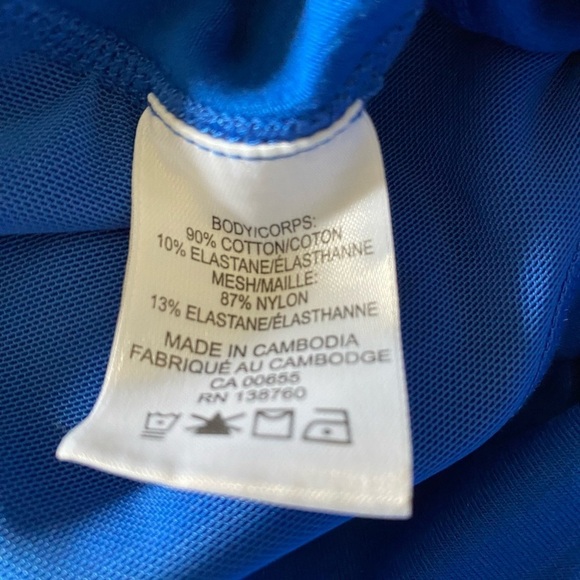 BODY/CORPS:
90% COTTON/COTON
10% ELASTANE/ÉLASTHANNE
MESH/MAILLE:
87% NYLON
13% ELASTANE/ÉLASTHANNE
MADE IN CAMBODIA
FABRIQUÉ AU CAMBODGE
CA 00655
RN 138760